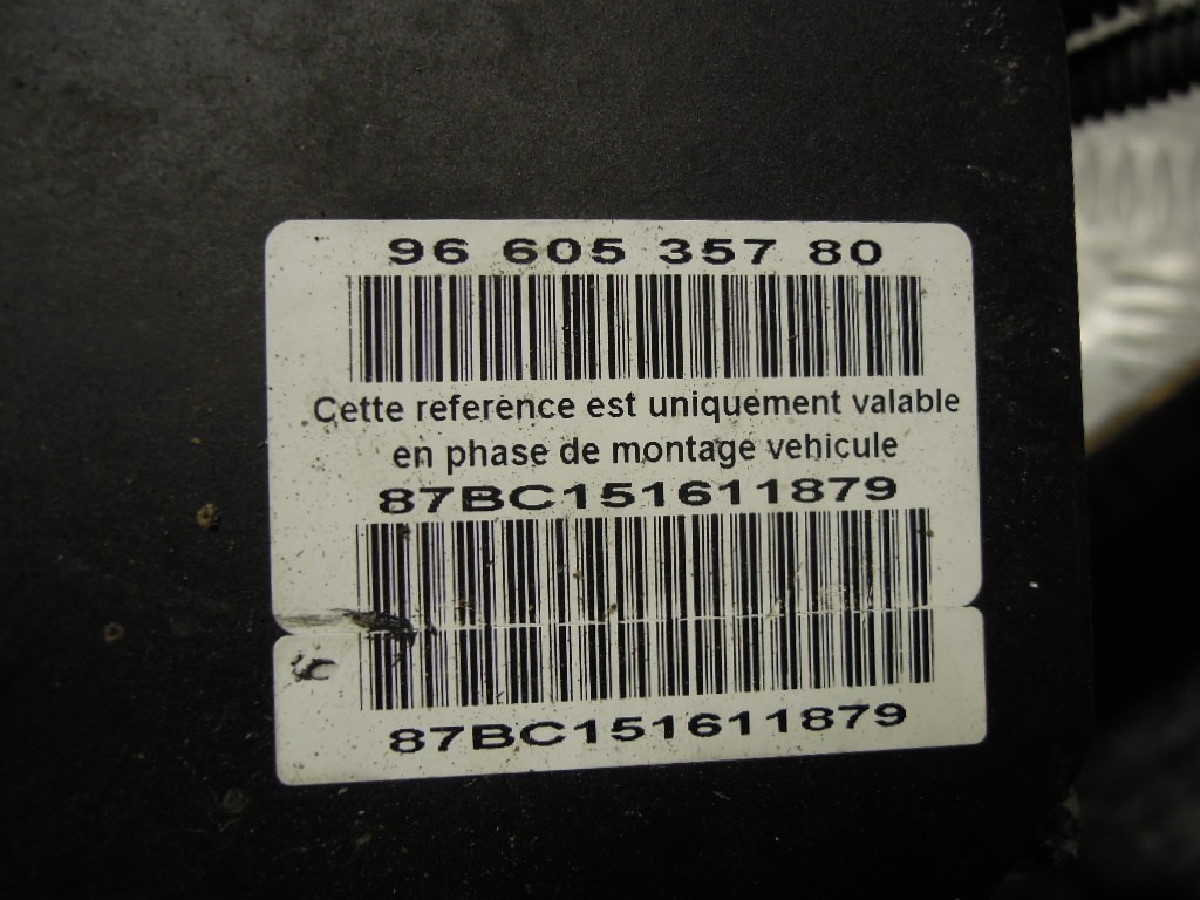 96 605 357 80
Cette reference est uniquement valable
en phase de montage vehicule
87BC151611879
87BC151611879